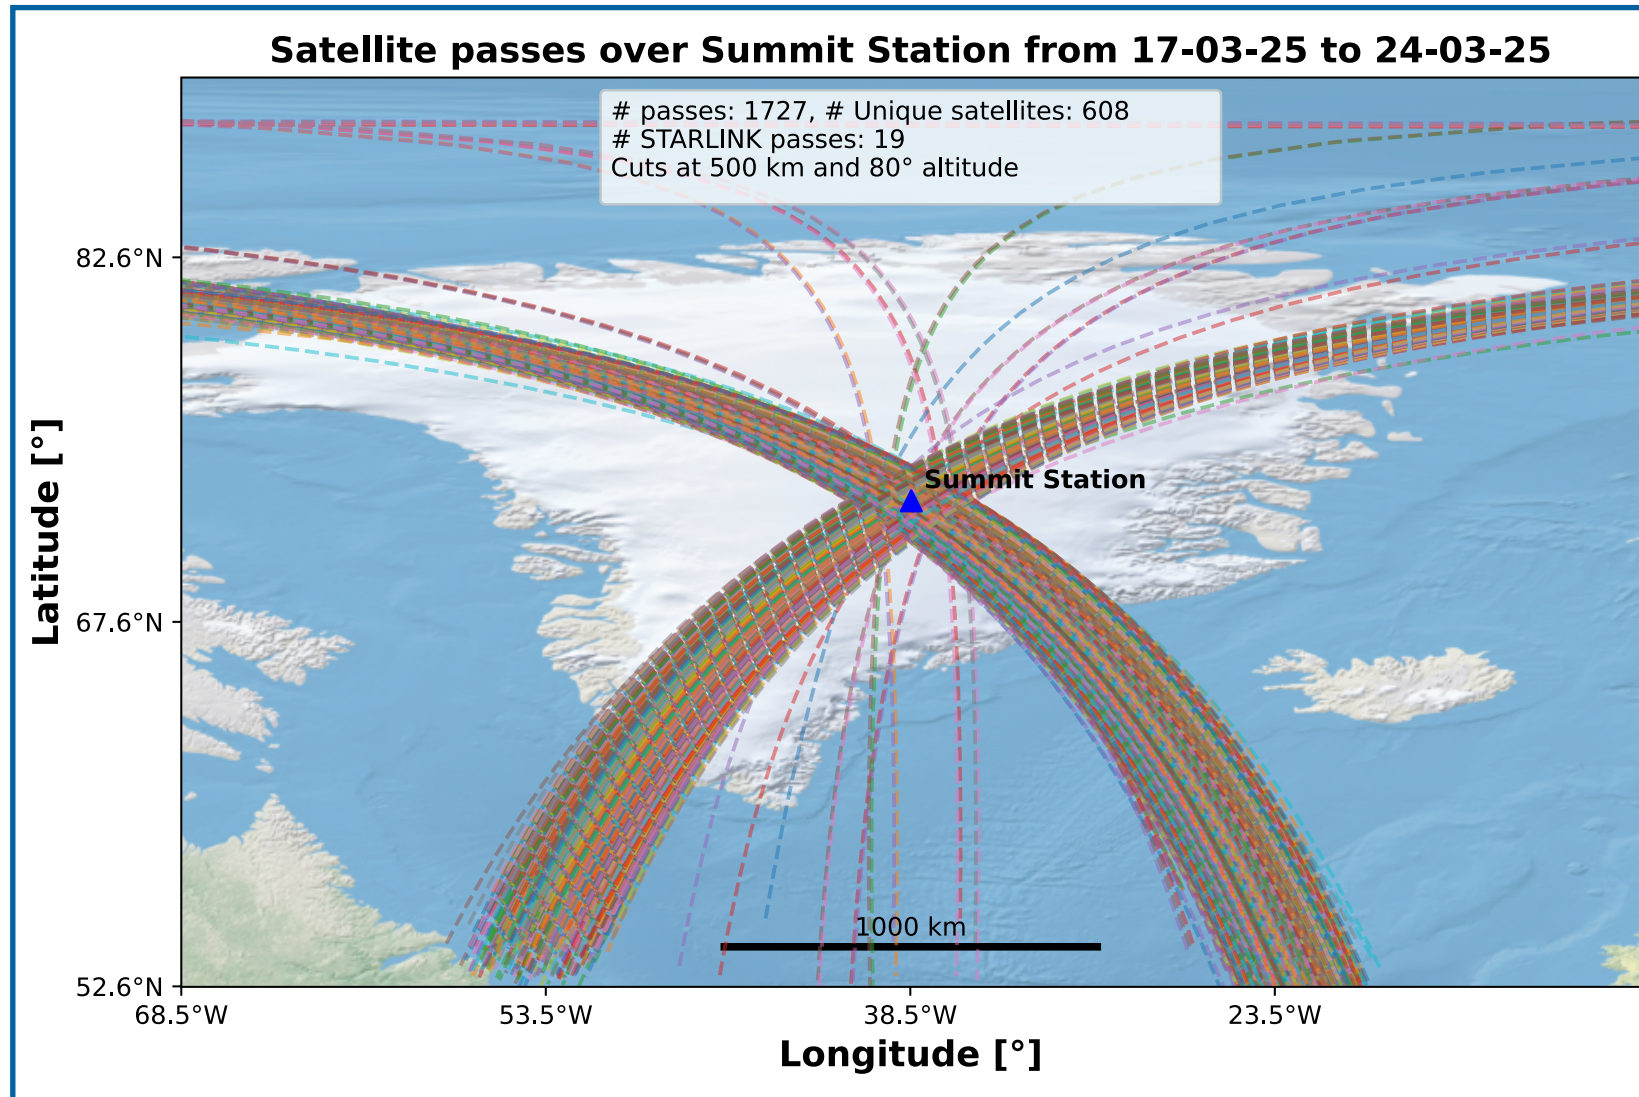 Satellite passes over Summit Station from 17-03-25 to 24-03-25
# passes: 1727, # Unique satellites: 608
# STARLINK passes: 19
Cuts at 500 km and 80° altitude
82.6°N
Latitude [°]
Summit Station
67.6°N
1000 km
52.6°N
68.5°W
53.5°W
38.5°W
23.5°W
Longitude [°]